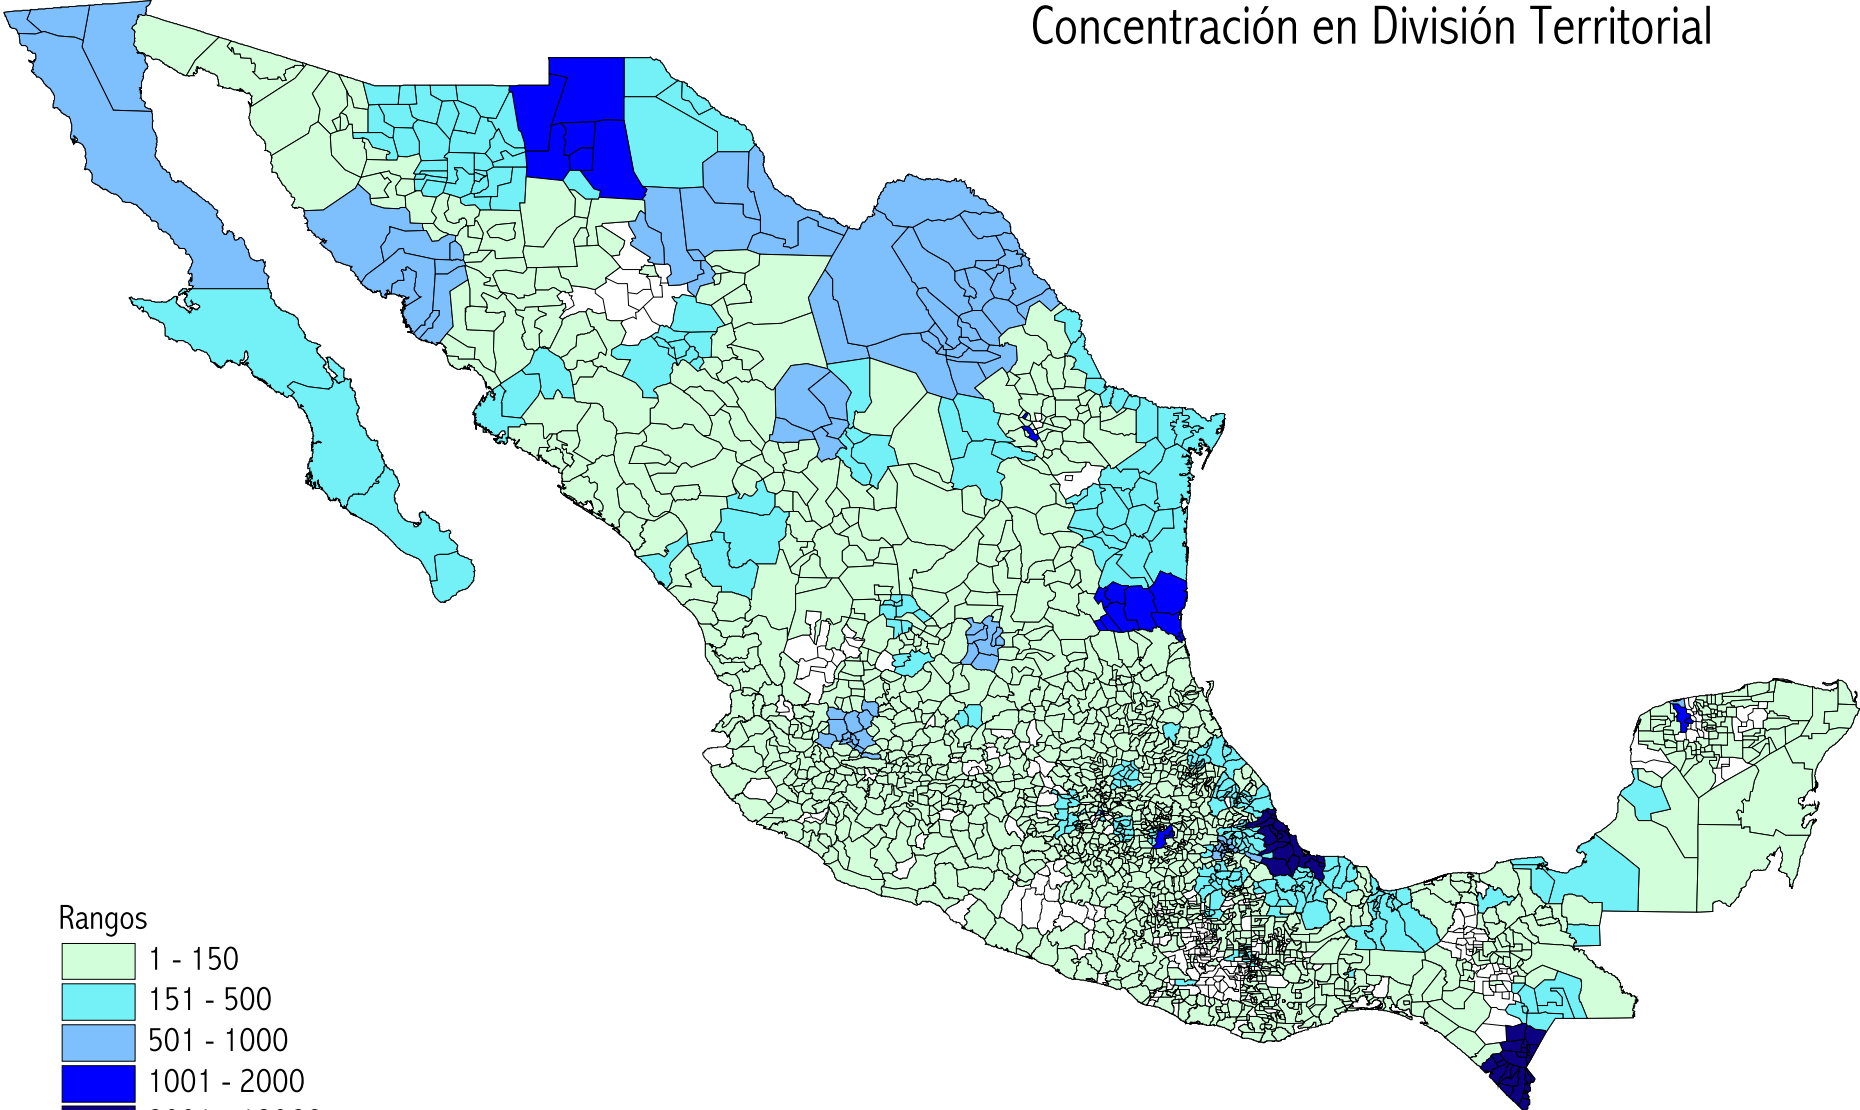 Concentración en División Territorial
Rangos
1 - 150
151 - 500
501 - 1000
1001 - 2000